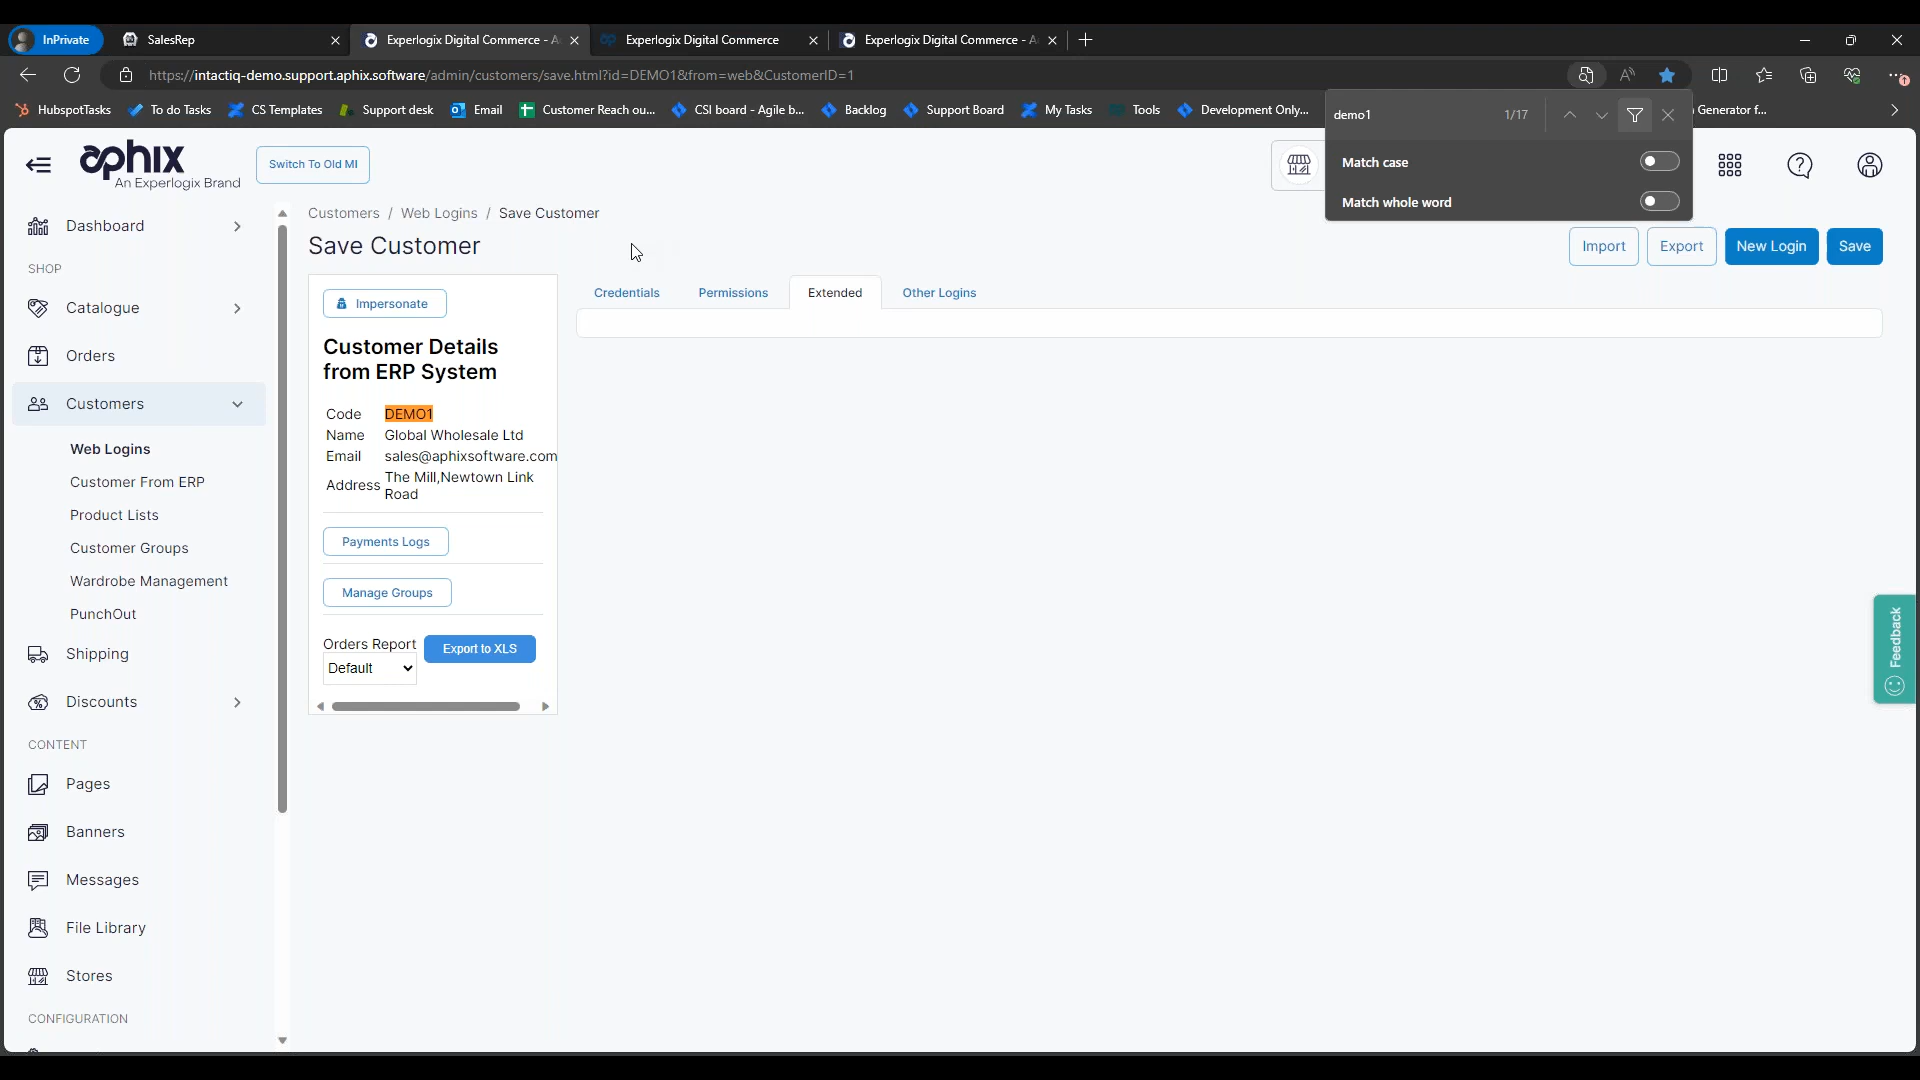 InPrivate
SalesRep
Experlogix Digital Commerce - A
Experlogix Digital Commerce
Experlogix Digital Commerce - A
https://intactiq-demo.support.aphix.software/admin/customers/save.html?id=DEMO1&from=web&CustomerID=1
HubspotTasks
To do Tasks
CS Templates
Support desk
Email
Customer Reach ou...
CSI board - Agile b...
Backlog
Support Board
My Tasks
Tools
Development Only...
Generator f...
demo1
1/17
Match case
Match whole word
aphix
An Experlogix Brand
Switch To Old MI
Customers / Web Logins / Save Customer
Save Customer
Import
Export
New Login
Save
Dashboard
SHOP
Catalogue
Orders
Customers
Web Logins
Customer From ERP
Product Lists
Customer Groups
Wardrobe Management
PunchOut
Shipping
Discounts
CONTENT
Pages
Banners
Messages
File Library
Stores
CONFIGURATION
Impersonate
Customer Details
from ERP System
Code DEMO1
Name Global Wholesale Ltd
Email sales@aphixsoftware.com
Address The Mill,Newtown Link
Road
Payments Logs
Manage Groups
Orders Report
Default
Export to XLS
Credentials
Permissions
Extended
Other Logins
Feedback